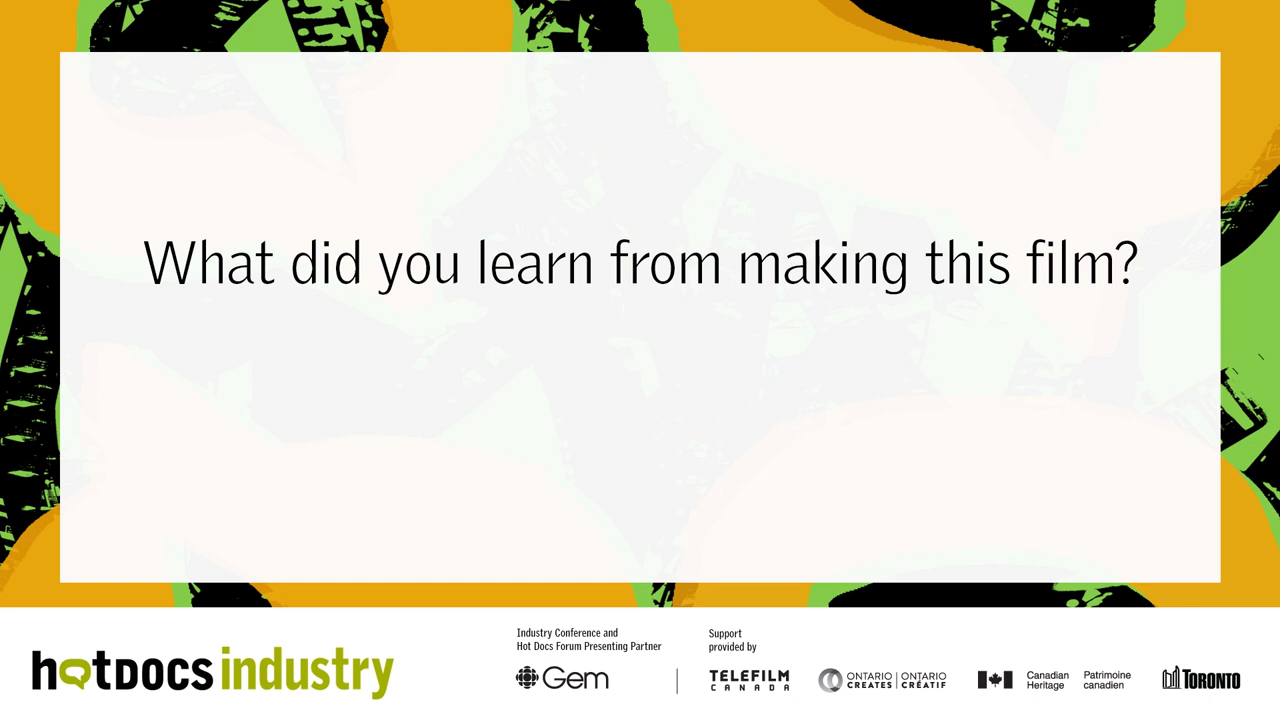 What did you learn from making this film?
Industry Conference and
Hot Docs Forum Presenting Partner
Support
provided by
hotDOCS industry
Gem
TELEFILM
CANADA
ONTARIO | ONTARIO
CREATES | CRÉATIF
Canadian Patrimoine
Heritage canadien
TORONTO